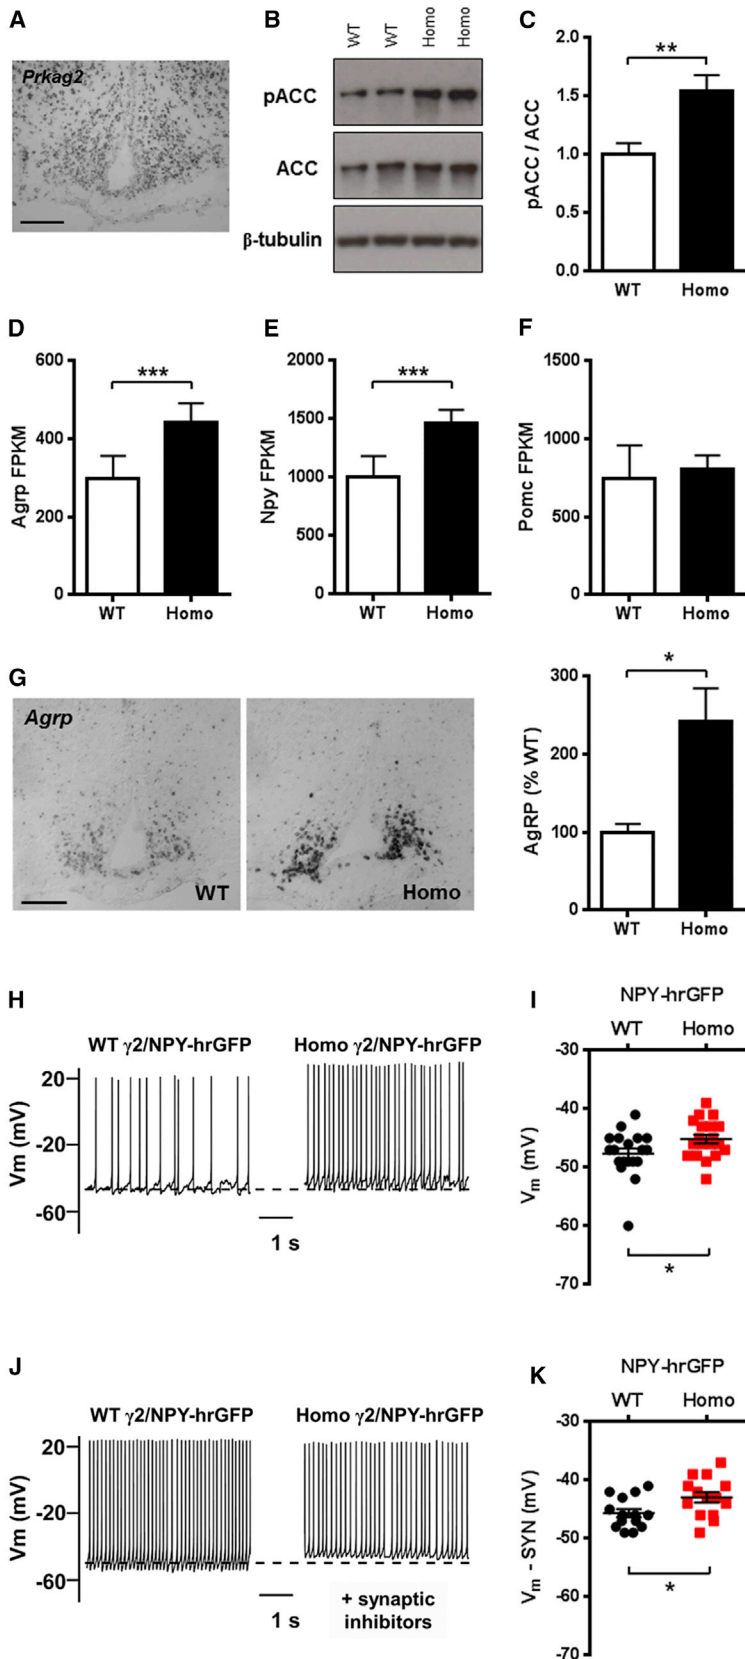 A
Prkag2
B
WT
WT
Homo
Homo
pACC
ACC
β-tubulin
C
**
pACC / ACC
2.0
1.5
1.0
0.5
0.0
WT
Homo
D
***
Agrp FPKM
600
400
200
0
WT
Homo
E
***
Npy FPKM
2000
1500
1000
500
0
WT
Homo
F
Pomc FPKM
1500
1000
500
0
WT
Homo
G
Agrp
WT
Homo
*
AgRP (% WT)
300
200
100
0
WT
Homo
H
WT γ2/NPY-hrGFP
Homo γ2/NPY-hrGFP
Vm (mV)
20
-20
-60
1 s
I
NPY-hrGFP
WT
Homo
Vm (mV)
-30
-40
-50
-60
-70
*
J
WT γ2/NPY-hrGFP
Homo γ2/NPY-hrGFP
Vm (mV)
20
-20
-60
1 s
+ synaptic
inhibitors
K
NPY-hrGFP
WT
Homo
Vm - SYN (mV)
-30
-40
-50
-60
-70
*